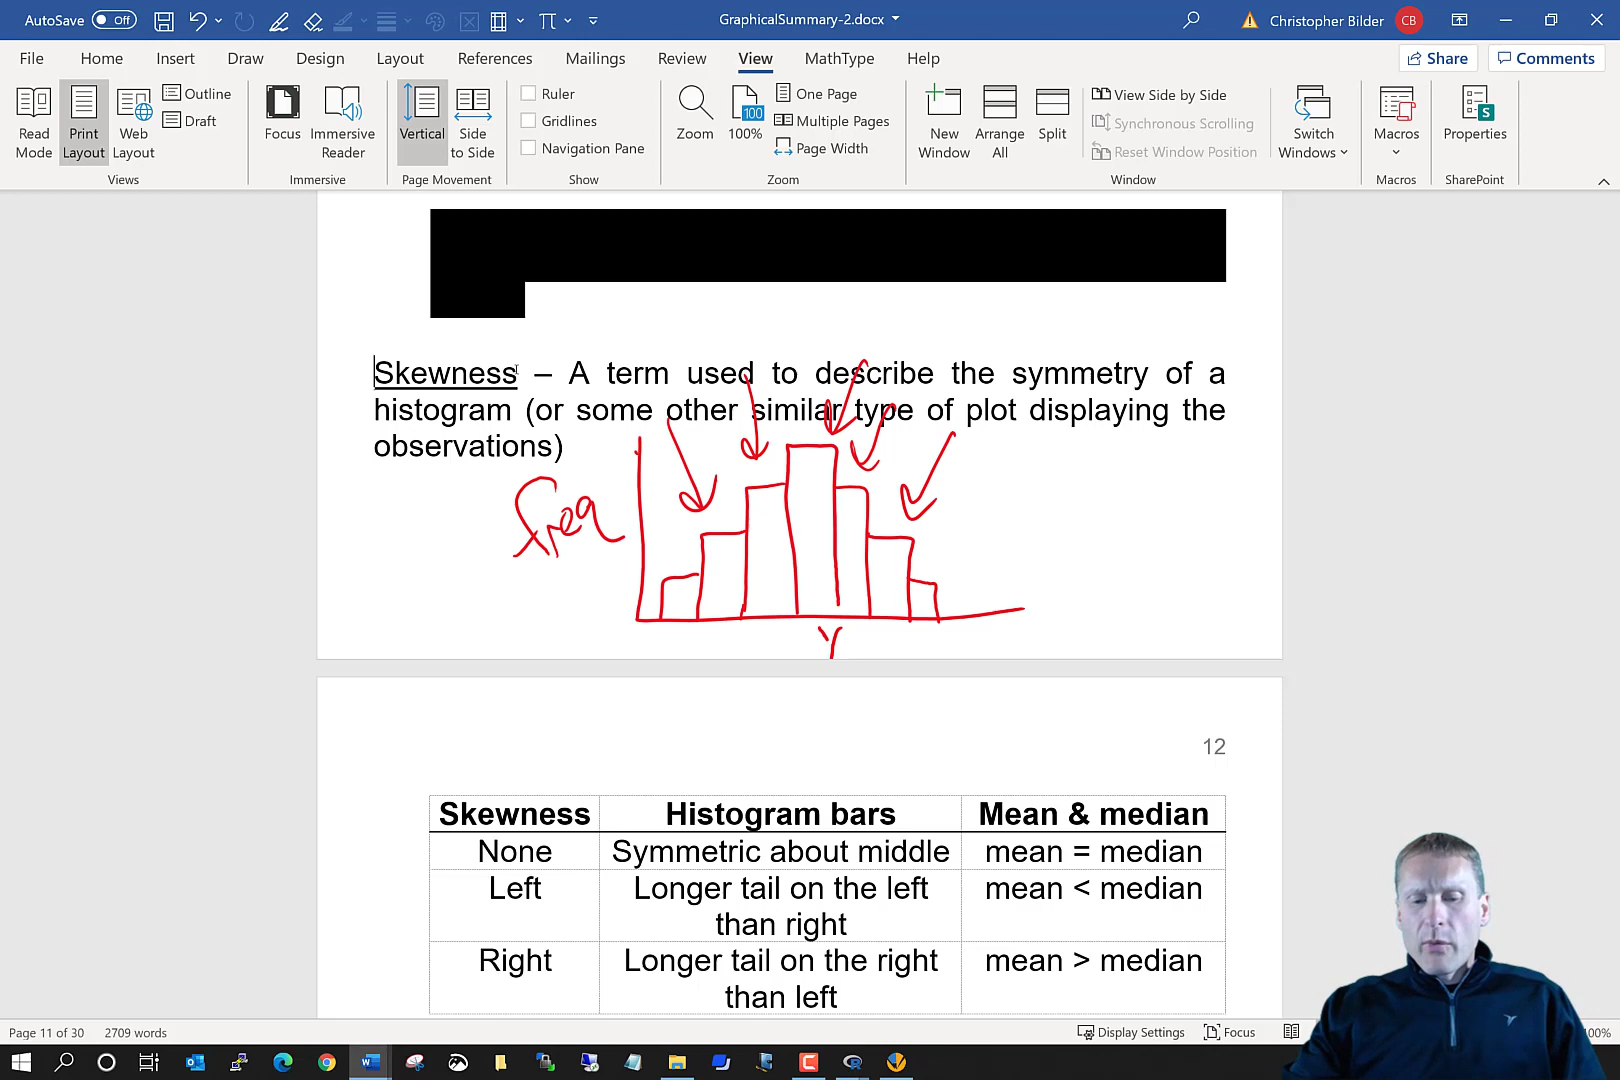 AutoSave Off GraphicalSummary-2.docx Christopher Bilder CB
File Home Insert Draw Design Layout References Mailings Review View MathType Help Share Comments
Read Mode
Print Layout
Web Layout
Outline
Draft
Views
Focus
Immersive Reader
Immersive
Vertical
Side to Side
Page Movement
Ruler
Gridlines
Navigation Pane
Show
Zoom
100
100%
One Page
Multiple Pages
Page Width
Zoom
New Window
Arrange All
Split
View Side by Side
Synchronous Scrolling
Reset Window Position
Switch Windows
Window
Macros
Macros
S
Properties
SharePoint
Skewness – A term used to describe the symmetry of a
histogram (or some other similar type of plot displaying the
observations)
freq
Y
12
Skewness Histogram bars Mean & median
None Symmetric about middle mean = median
Left Longer tail on the left than right mean < median
Right Longer tail on the right than left mean > median
Page 11 of 30 2709 words Display Settings Focus 100%